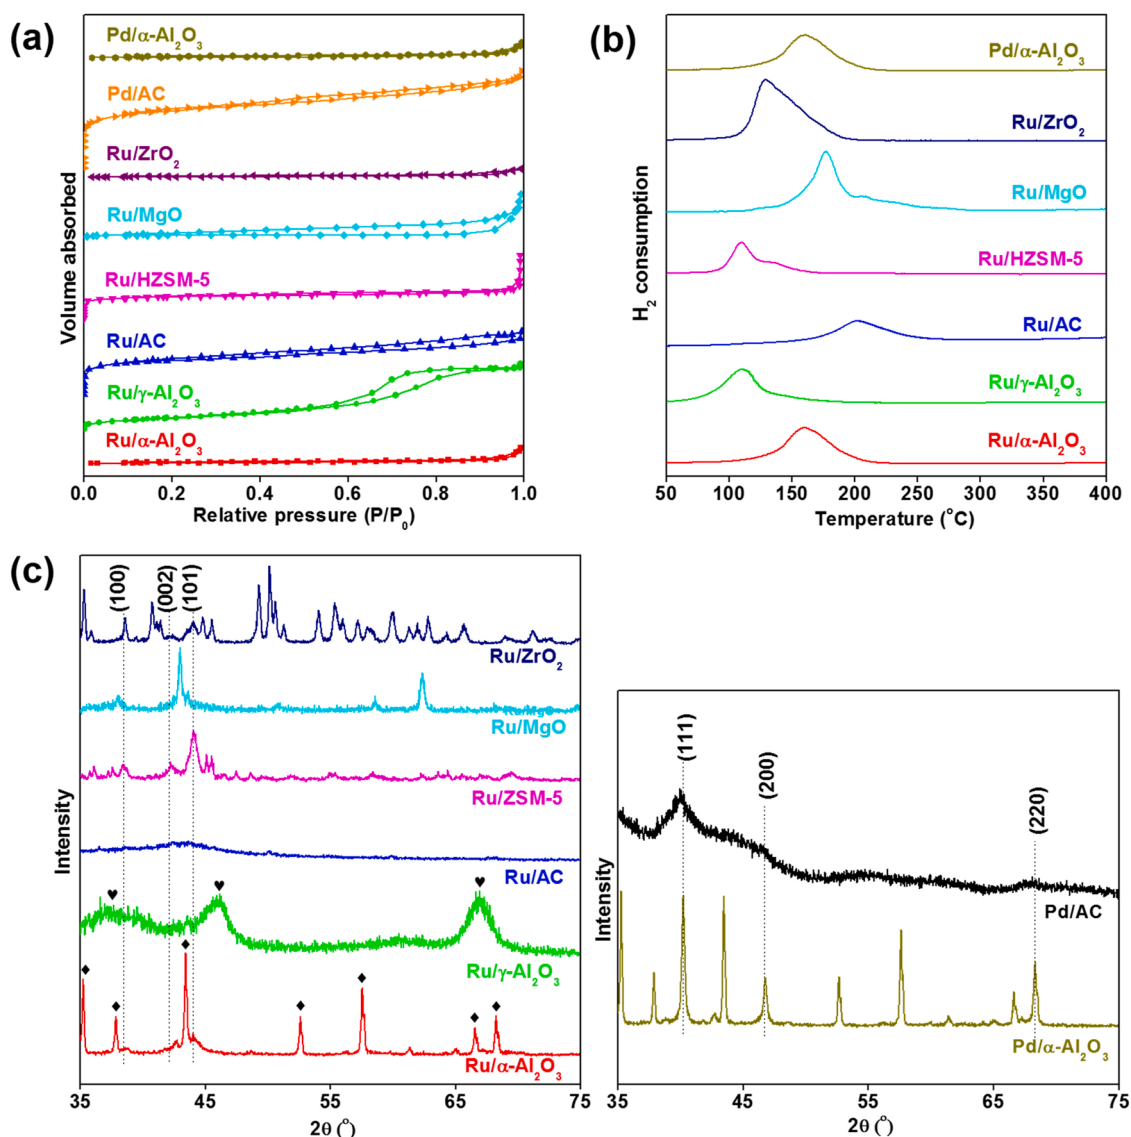 (a)
Pd/α-Al2O3
Pd/AC
Ru/ZrO2
Ru/MgO
Ru/HZSM-5
Ru/AC
Ru/γ-Al2O3
Ru/α-Al2O3
Volume absorbed
0.0 0.2 0.4 0.6 0.8 1.0
Relative pressure (P/P0)
(b)
Pd/α-Al2O3
Ru/ZrO2
Ru/MgO
Ru/HZSM-5
Ru/AC
Ru/γ-Al2O3
Ru/α-Al2O3
H2 consumption
50 100 150 200 250 300 350 400
Temperature (°C)
(c)
(100) (002) (101)
Ru/ZrO2
Ru/MgO
Ru/MgO
Ru/ZSM-5
Ru/AC
Ru/γ-Al2O3
Ru/α-Al2O3
Intensity
35 45 55 65 75
2θ (°)
(111)
(200)
(220)
Pd/AC
Pd/α-Al2O3
Intensity
35 45 55 65 75
2θ (°)